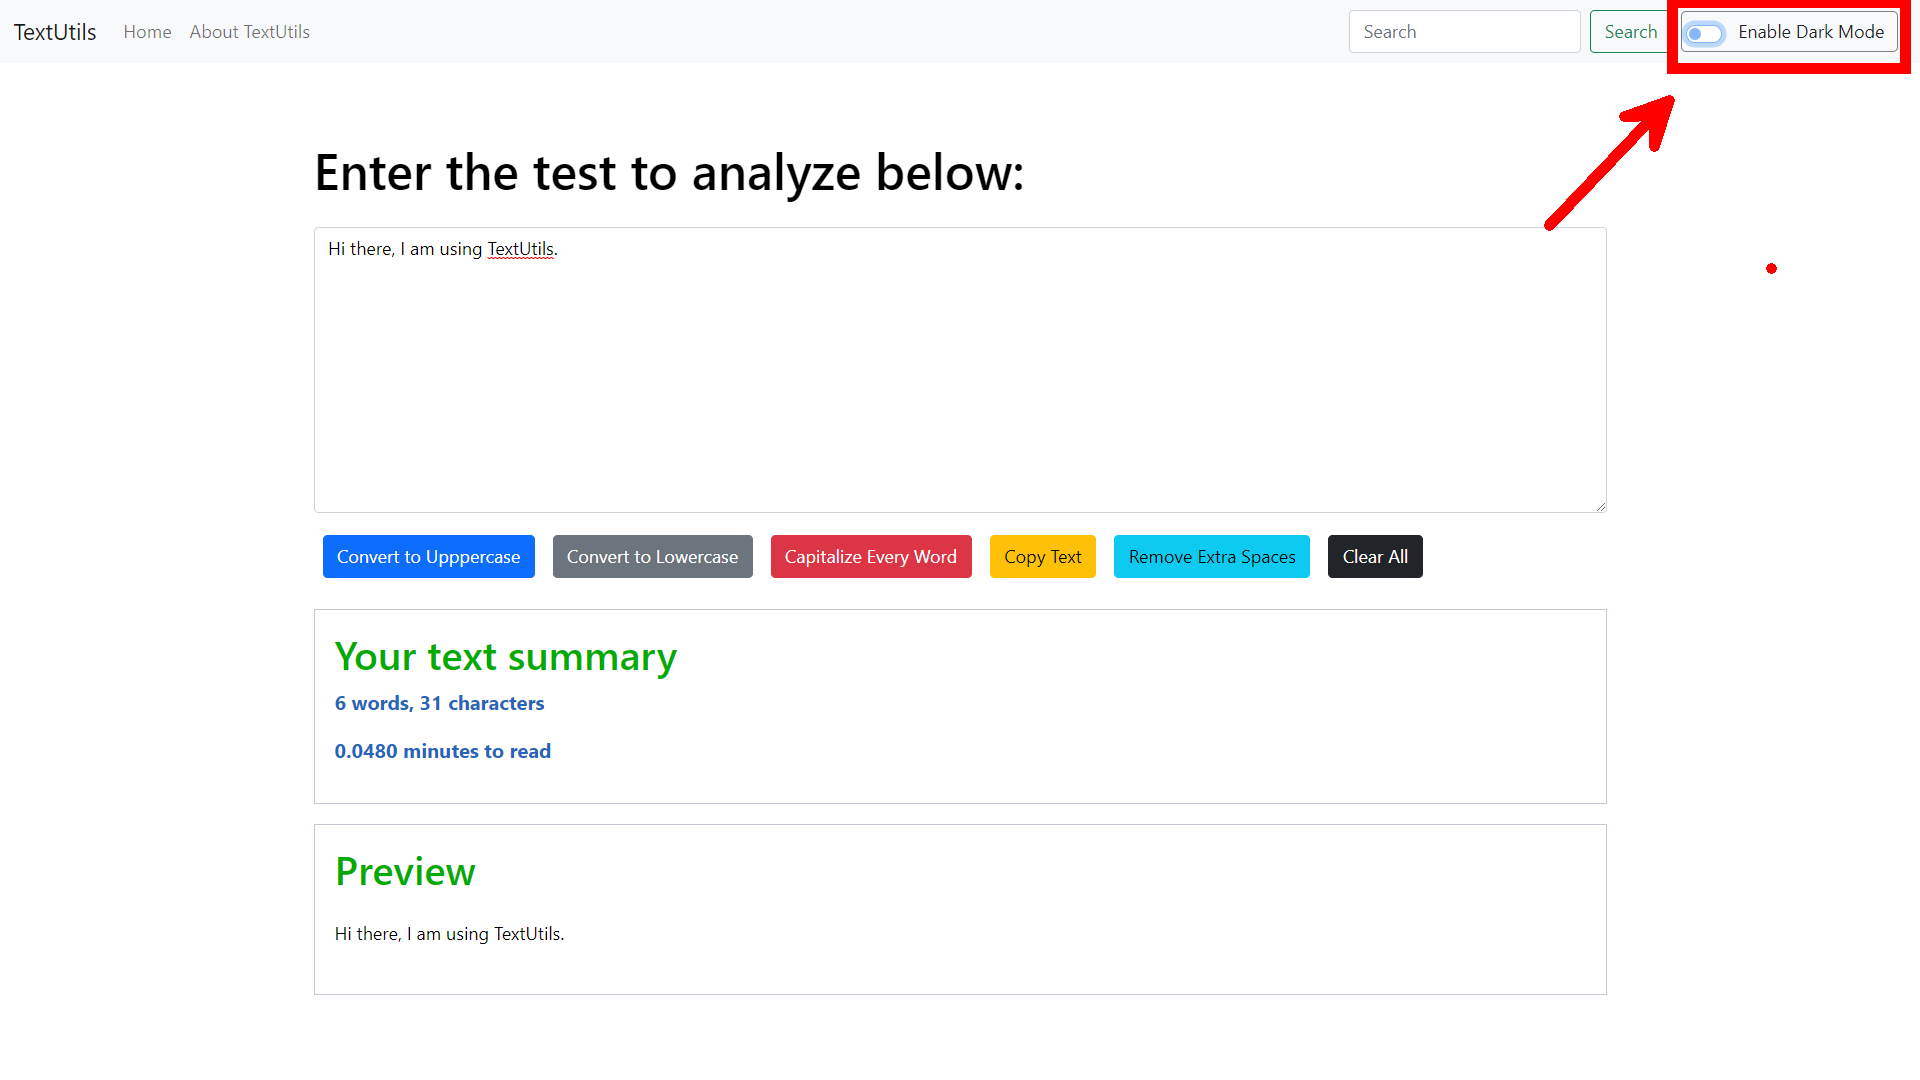 TextUtils Home About TextUtils Search Search Enable Dark Mode
Enter the test to analyze below:
Hi there, I am using TextUtils.
Convert to Upppercase Convert to Lowercase Capitalize Every Word Copy Text Remove Extra Spaces Clear All
Your text summary
6 words, 31 characters
0.0480 minutes to read
Preview
Hi there, I am using TextUtils.